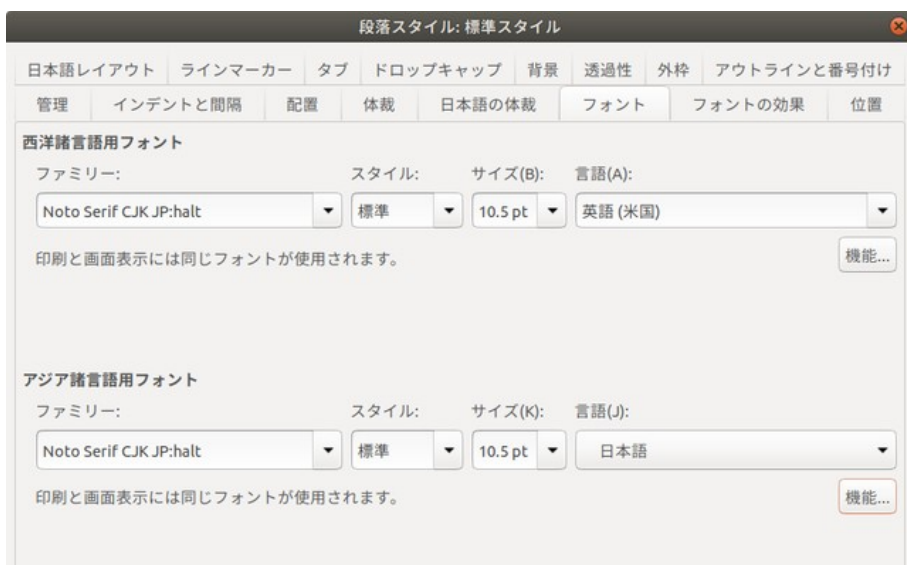 段落スタイル: 標準スタイル
日本語レイアウト ラインマーカー タブ ドロップキャップ 背景 透過性 外枠 アウトラインと番号付け
管理 インデントと間隔 配置 体裁 日本語の体裁 フォント フォントの効果 位置
西洋諸言語用フォント
ファミリー: スタイル: サイズ(B): 言語(A):
Noto Serif CJK JP:halt 標準 10.5 pt 英語 (米国)
印刷と画面表示には同じフォントが使用されます。 機能...
アジア諸言語用フォント
ファミリー: スタイル: サイズ(K): 言語(J):
Noto Serif CJK JP:halt 標準 10.5 pt 日本語
印刷と画面表示には同じフォントが使用されます。 機能...